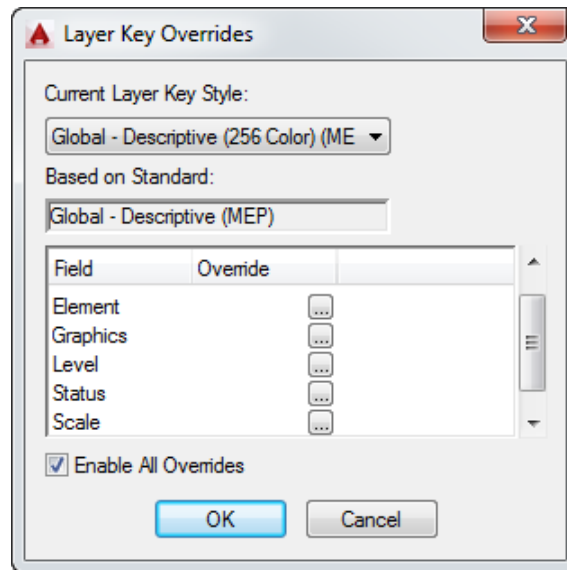 Layer Key Overrides
Current Layer Key Style:
Global - Descriptive (256 Color) (ME
Based on Standard:
Global - Descriptive (MEP)
Field Override
Element ...
Graphics ...
Level ...
Status ...
Scale ...
Enable All Overrides
OK Cancel